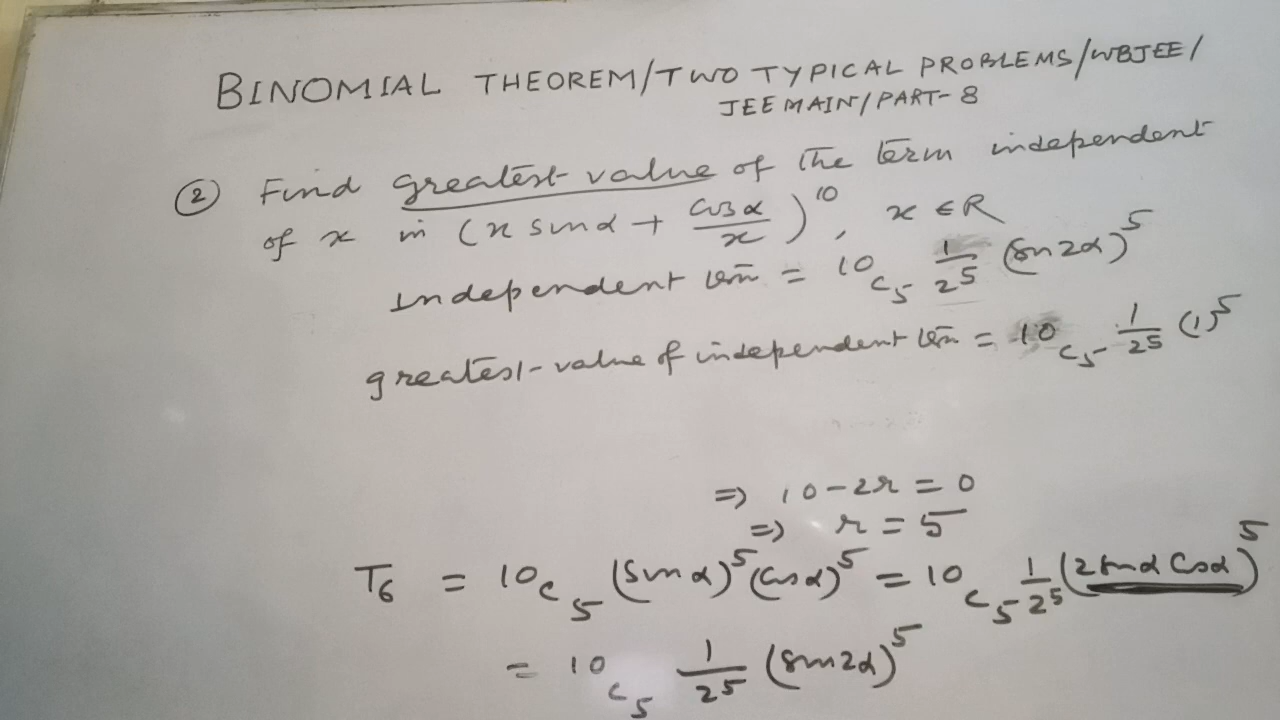 BINOMIAL THEOREM/TWO TYPICAL PROBLEMS/WBJEE/
JEE MAIN/PART-8
② Find greatest value of the term independent
of x in (x sinα + cosα/x)^10, x ∈ R
Independent term = 10C5 1/2^5 (sin2α)^5
greatest-value of independent term = 10C5 1/2^5 (1)^5
⇒ 10-2r = 0
⇒ r = 5
T6 = 10C5 (sinα)^5 (cosα)^5 = 10C5 1/2^5 (2sinα cosα)^5
= 10C5 1/2^5 (sin2α)^5